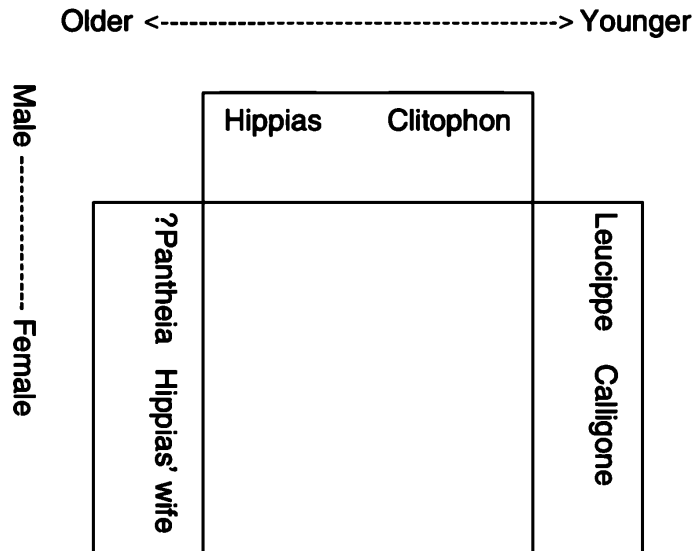 Older <----------------------------------------> Younger
Male ---------------- Female
Hippias Clitophon
?Pantheia Hippias' wife
Leucippe Calligone